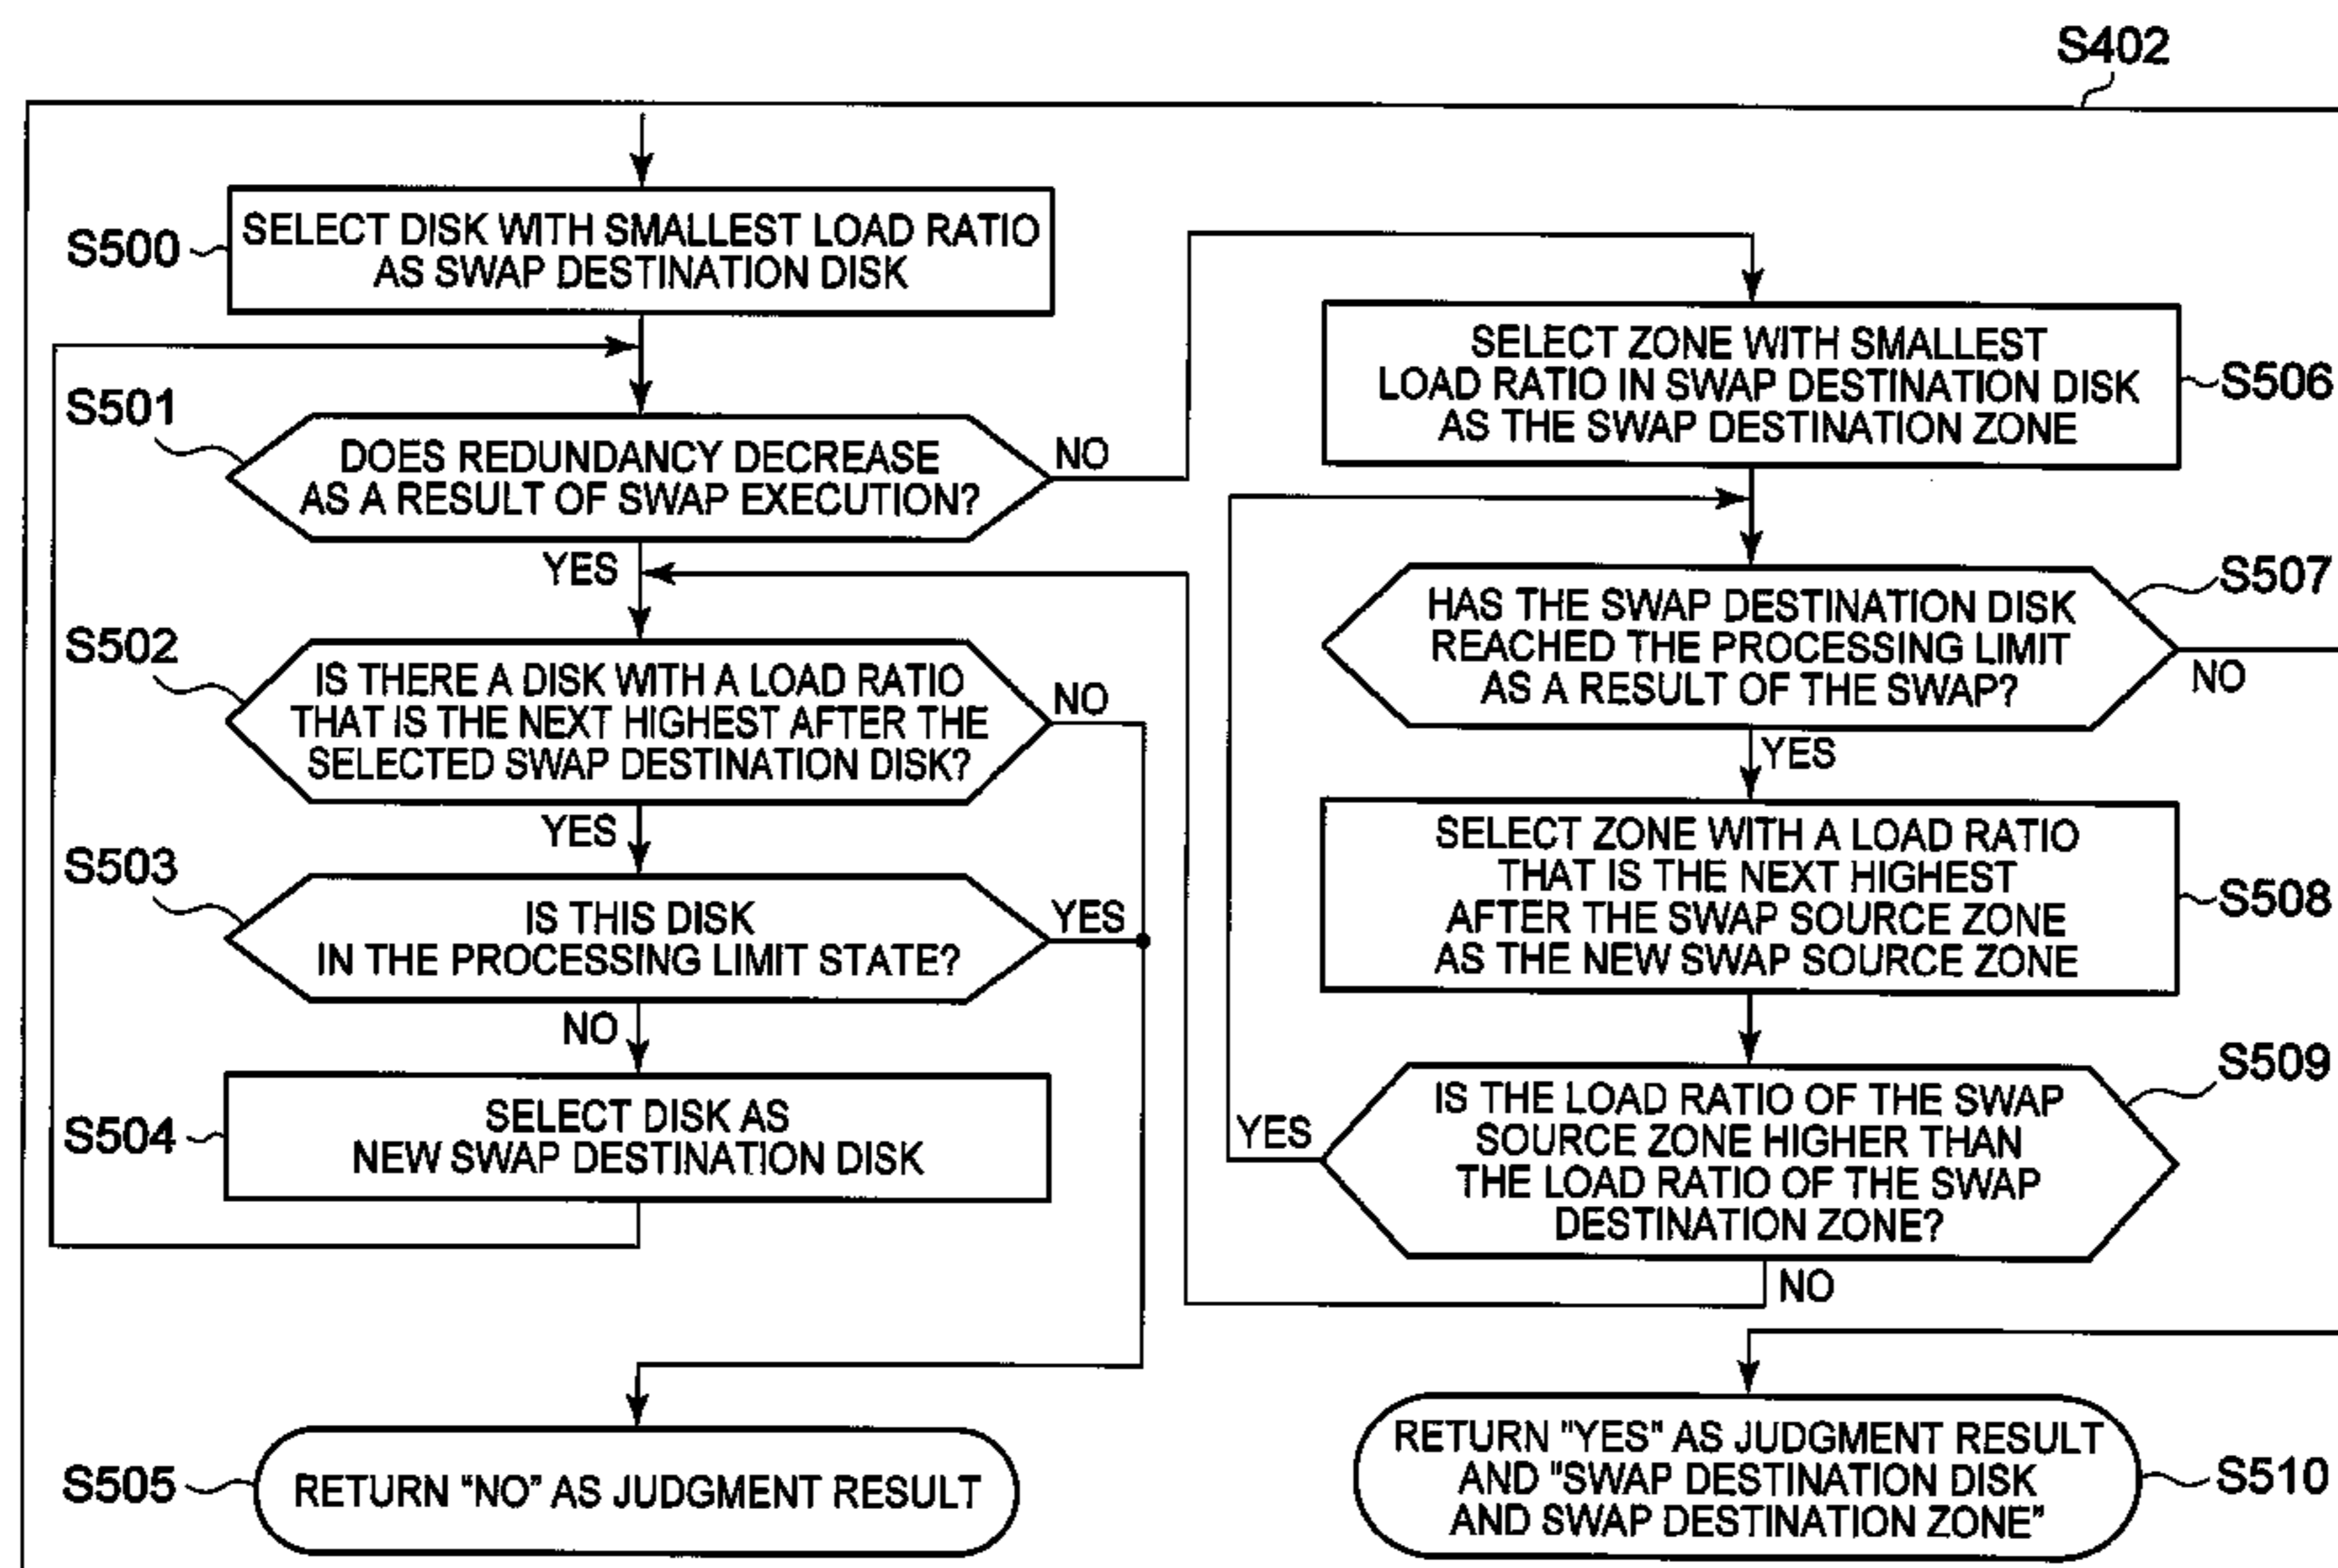 S402
S500
SELECT DISK WITH SMALLEST LOAD RATIO
AS SWAP DESTINATION DISK
S501
DOES REDUNDANCY DECREASE
AS A RESULT OF SWAP EXECUTION?
NO
YES
S502
IS THERE A DISK WITH A LOAD RATIO
THAT IS THE NEXT HIGHEST AFTER THE
SELECTED SWAP DESTINATION DISK?
NO
YES
S503
IS THIS DISK
IN THE PROCESSING LIMIT STATE?
YES
NO
S504
SELECT DISK AS
NEW SWAP DESTINATION DISK
S505
RETURN “NO” AS JUDGMENT RESULT
SELECT ZONE WITH SMALLEST
LOAD RATIO IN SWAP DESTINATION DISK
AS THE SWAP DESTINATION ZONE
S506
HAS THE SWAP DESTINATION DISK
REACHED THE PROCESSING LIMIT
AS A RESULT OF THE SWAP?
S507
NO
YES
SELECT ZONE WITH A LOAD RATIO
THAT IS THE NEXT HIGHEST
AFTER THE SWAP SOURCE ZONE
AS THE NEW SWAP SOURCE ZONE
S508
IS THE LOAD RATIO OF THE SWAP
SOURCE ZONE HIGHER THAN
THE LOAD RATIO OF THE SWAP
DESTINATION ZONE?
S509
YES
NO
RETURN "YES" AS JUDGMENT RESULT
AND "SWAP DESTINATION DISK
AND SWAP DESTINATION ZONE"
S510